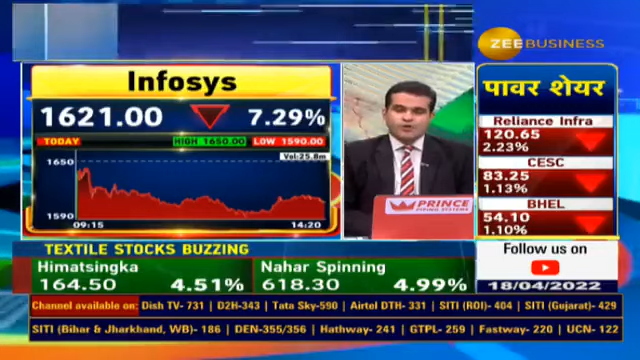 ZEE BUSINESS
Infosys
1621.00 7.29%
TODAY HIGH 1650.00 LOW 1590.00
Vol:25.8m
1650
1590
09:15 14:20
पावर शेयर
Reliance Infra
120.65
2.23%
CESC
83.25
1.13%
BHEL
54.10
1.10%
PRINCE
PIPING SYSTEMS
TEXTILE STOCKS BUZZING
Himatsingka
164.50 4.51%
Nahar Spinning
618.30 4.99%
Follow us on
18/04/2022
Channel available on: Dish TV- 731 | D2H-343 | Tata Sky-590 | Airtel DTH- 331 | SITI (ROI)- 404 | SITI (Gujarat)- 429
SITI (Bihar & Jharkhand, WB)- 186 | DEN-355/356 | Hathway- 241 | GTPL- 259 | Fastway- 220 | UCN- 122